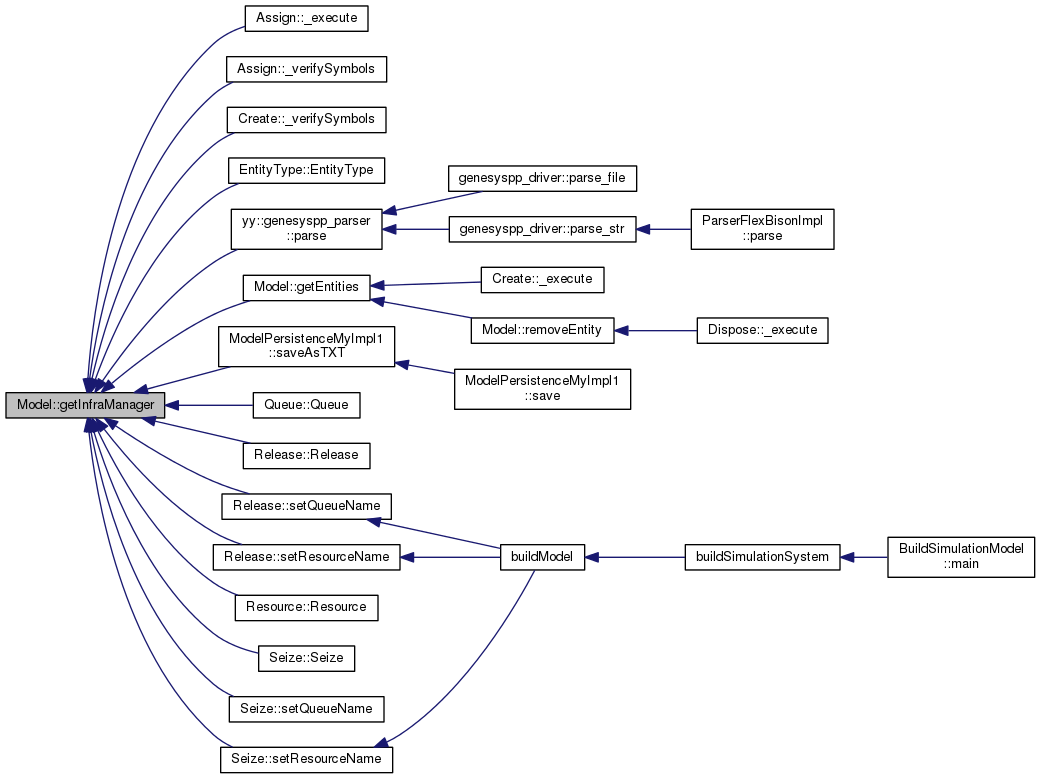 Assign::_execute
Assign::_verifySymbols
Create::_verifySymbols
EntityType::EntityType
genesyspp_driver::parse_file
yy::genesyspp_parser
::parse
genesyspp_driver::parse_str
ParserFlexBisonImpl
::parse
Model::getEntities
Create::_execute
Model::removeEntity
Dispose::_execute
ModelPersistenceMyImpl1
::saveAsTXT
ModelPersistenceMyImpl1
::save
Model::getInfraManager
Queue::Queue
Release::Release
Release::setQueueName
Release::setResourceName
buildModel
buildSimulationSystem
BuildSimulationModel
::main
Resource::Resource
Seize::Seize
Seize::setQueueName
Seize::setResourceName